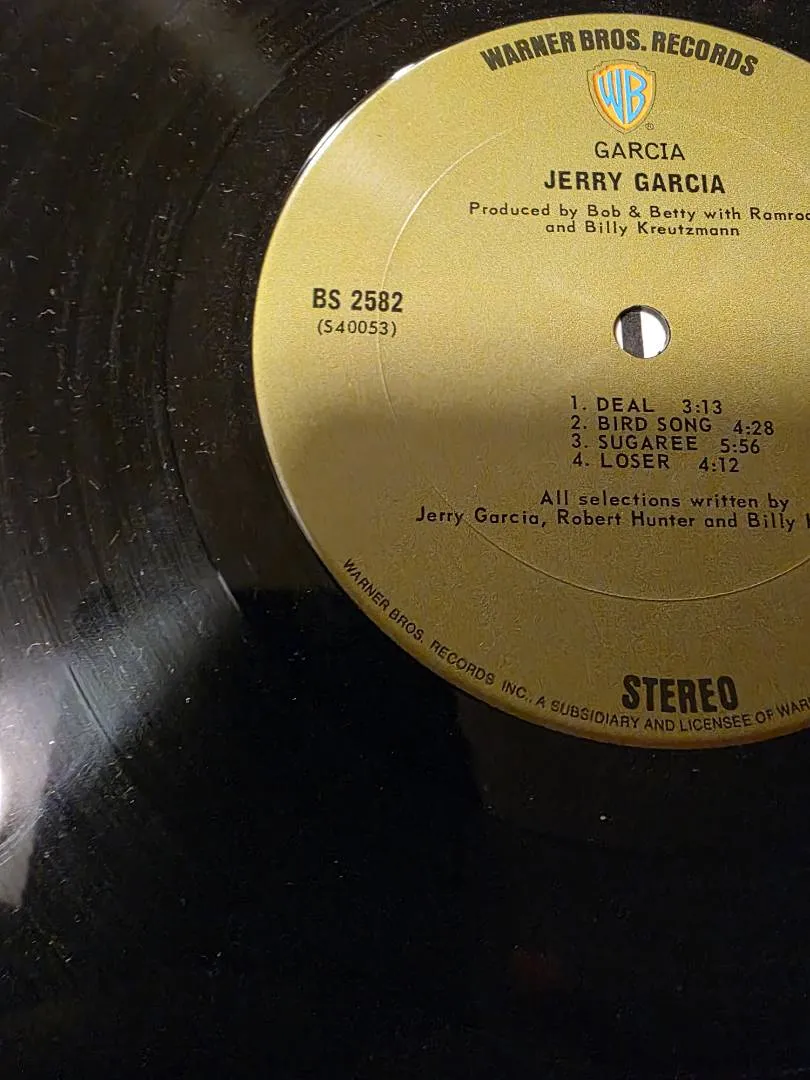 WARNER BROS. RECORDS
WB
®
GARCIA
JERRY GARCIA
Produced by Bob & Betty with
and Billy Kreutzmann
BS 2582
(S40053)
1. DEAL 3:13
2. BIRD SONG 4:28
3. SUGAREE 5:56
4. LOSER 4:12
All selections written by
Jerry Garcia, Robert Hunter and Billy
STEREO
WARNER BROS. RECORDS INC., A SUBSIDIARY AND LICENSEE OF